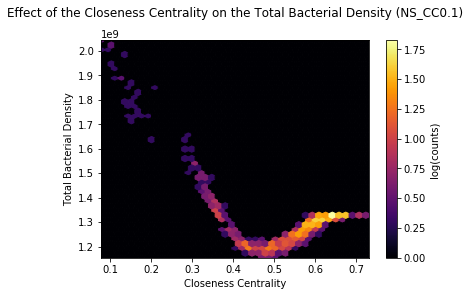 Effect of the Closeness Centrality on the Total Bacterial Density (NS_CC0.1)
1e9
2.0
1.9
1.8
1.7
1.6
1.5
1.4
1.3
1.2
Total Bacterial Density
0.1 0.2 0.3 0.4 0.5 0.6 0.7
Closeness Centrality
1.75
1.50
1.25
1.00
0.75
0.50
0.25
0.00
log(counts)